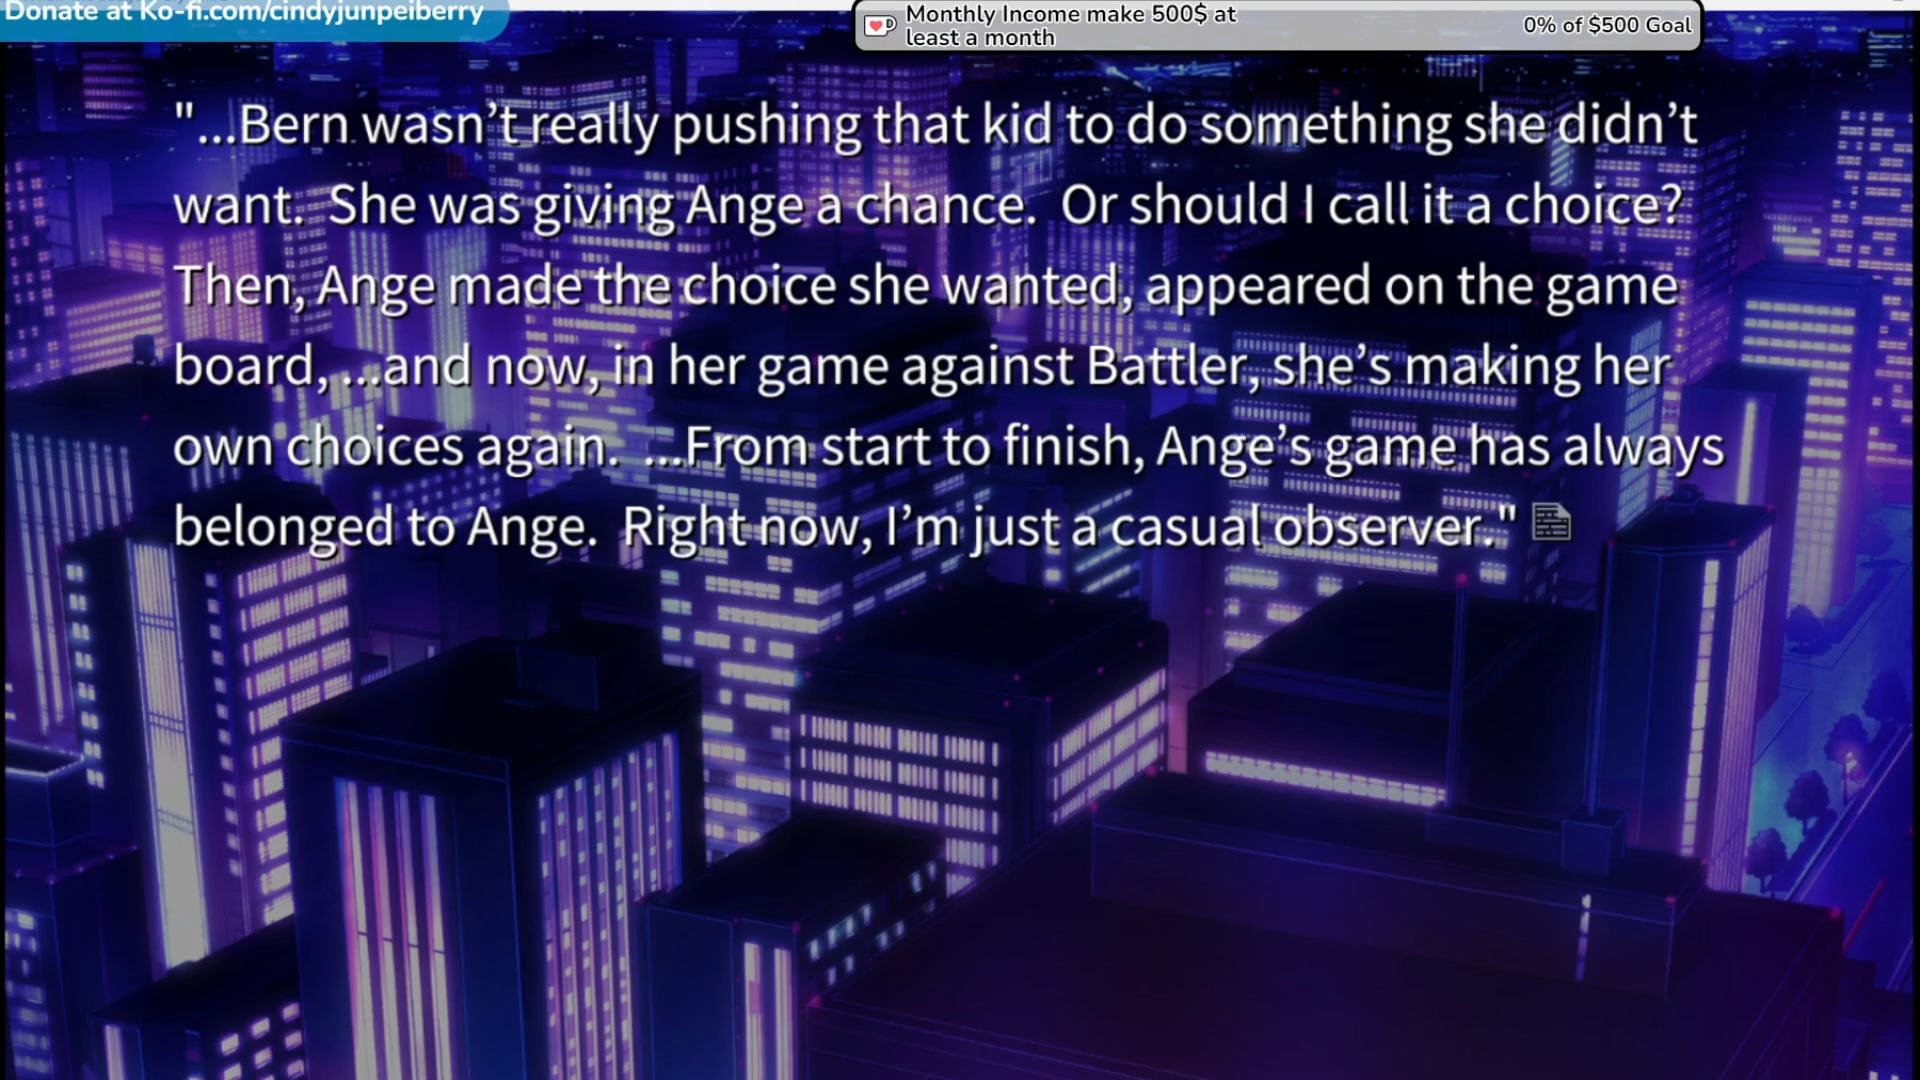 Donate at Ko-fi.com/cindyjunpeiberry
Monthly Income make 500$ at
least a month
0% of $500 Goal
"...Bern wasn’t really pushing that kid to do something she didn’t
want.  She was giving Ange a chance.  Or should I call it a choice?
Then, Ange made the choice she wanted, appeared on the game
board, ...and now, in her game against Battler, she’s making her
own choices again.  ...From start to finish, Ange’s game has always
belonged to Ange.  Right now, I’m just a casual observer."